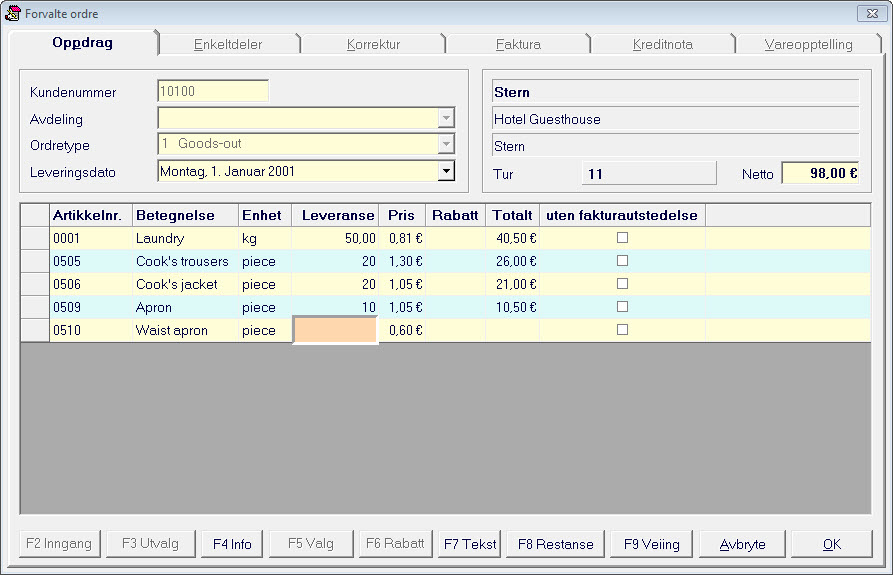 Forvalte ordre
Oppdrag Enkeltdeler Korrektur Faktura Kreditnota Vareopptelling
Kundenummer 10100
Avdeling
Ordretype 1 Goods-out
Leveringsdato Montag, 1. Januar 2001
Stern
Hotel Guesthouse
Stern
Tur 11 Netto 98,00 €
Artikkelnr. Betegnelse Enhet Leveranse Pris Rabatt Totalt uten fakturautstedelse
0001 Laundry kg 50,00 0,81 € 40,50 €
0505 Cook's trousers piece 20 1,30 € 26,00 €
0506 Cook's jacket piece 20 1,05 € 21,00 €
0509 Apron piece 10 1,05 € 10,50 €
0510 Waist apron piece 0,60 €
F2 Inngang F3 Utvalg F4 Info F5 Valg F6 Rabatt F7 Tekst F8 Restanse F9 Veiing Avbryte OK